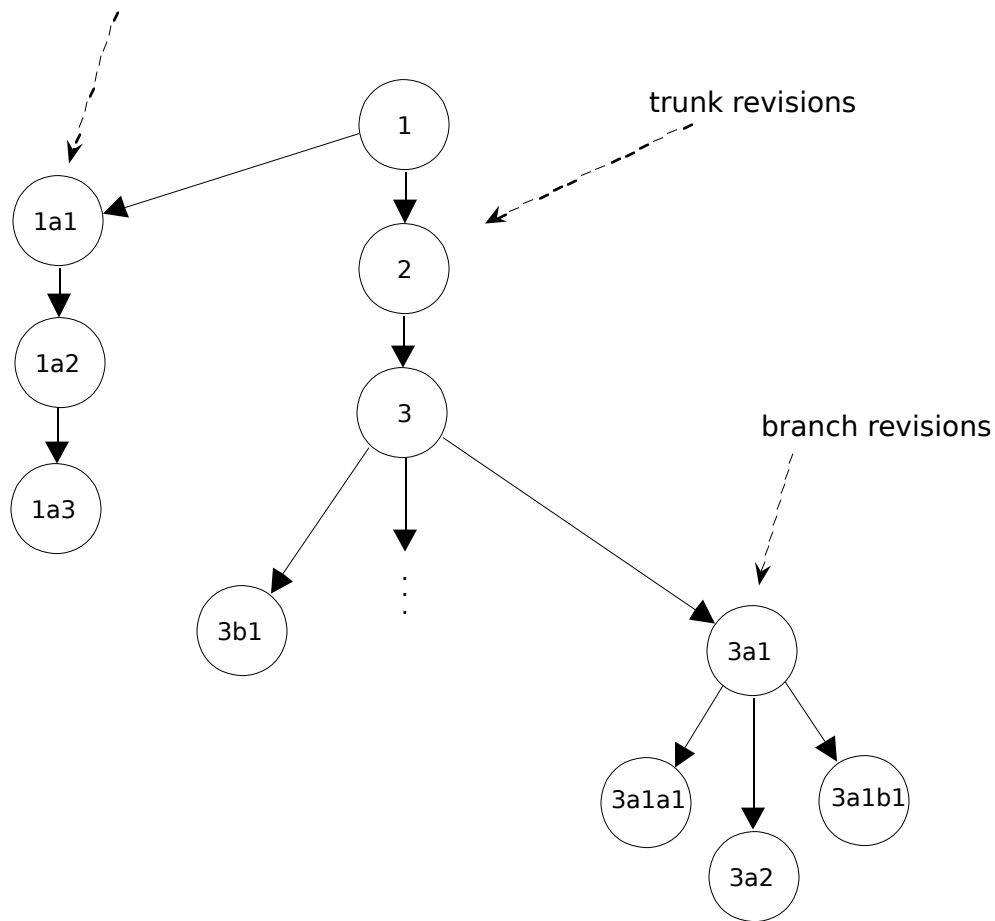 trunk revisions
1
1a1
2
1a2
3
branch revisions
1a3
.
.
.
3b1
3a1
3a1a1
3a1b1
3a2